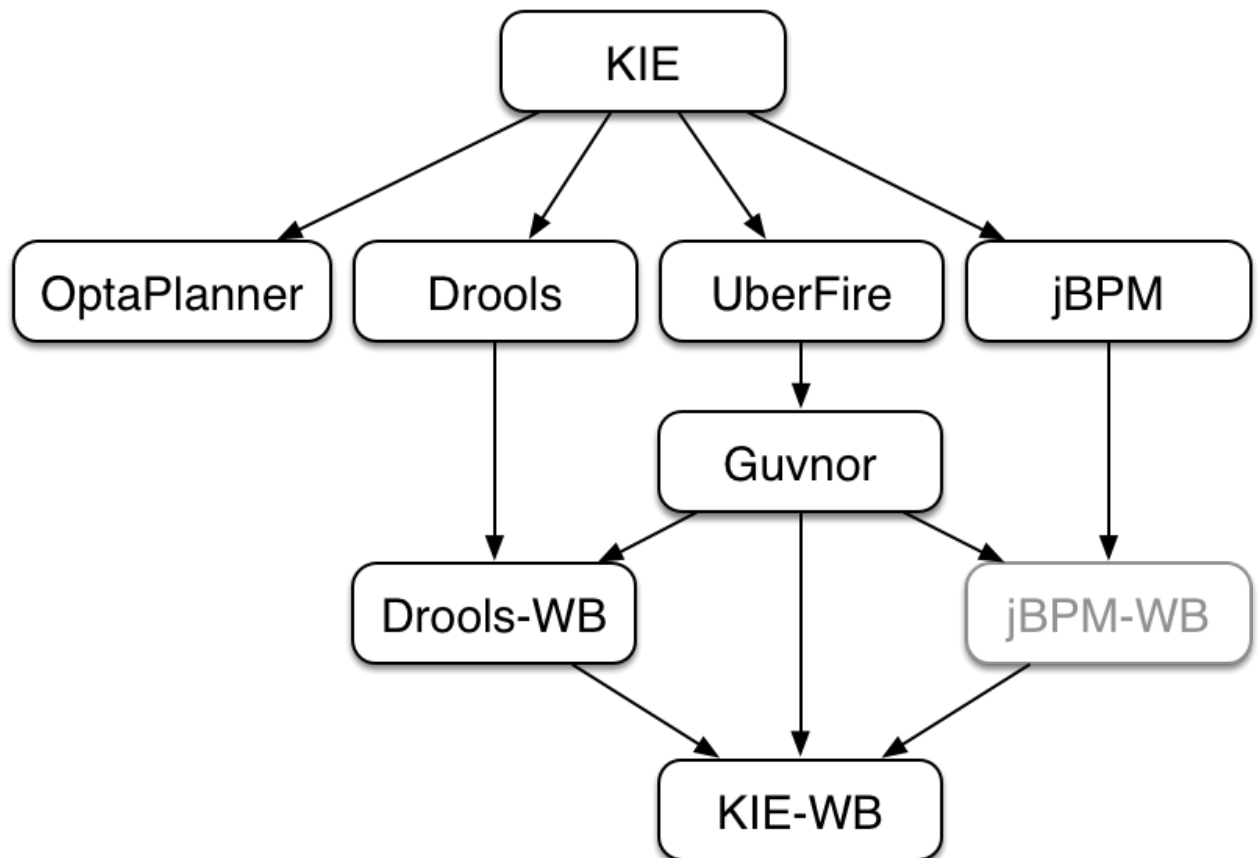 KIE
OptaPlanner
Drools
UberFire
jBPM
Guvnor
Drools-WB
jBPM-WB
KIE-WB